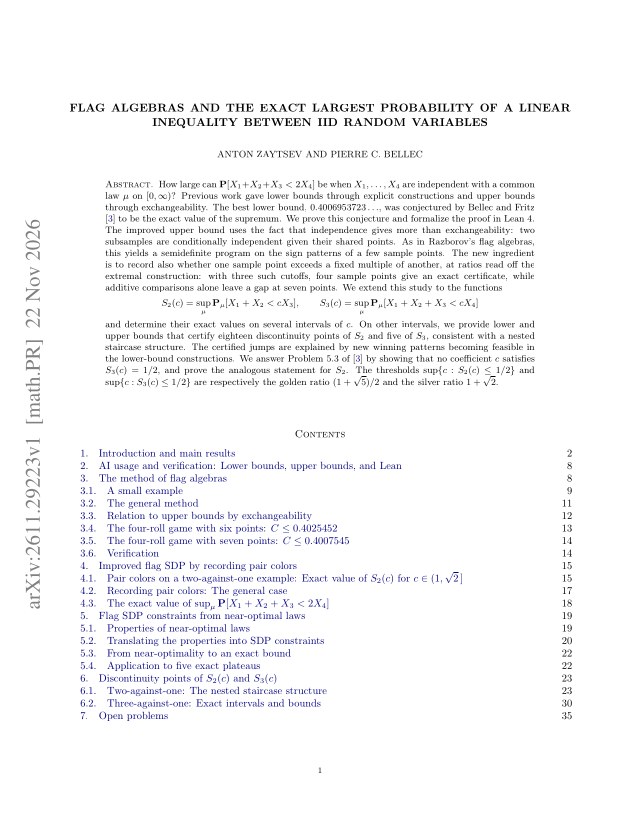 FLAG ALGEBRAS AND THE EXACT LARGEST PROBABILITY OF A LINEAR
INEQUALITY BETWEEN IID RANDOM VARIABLES
ANTON ZAYTSEV AND PIERRE C. BELLEC
ABSTRACT. How large can P[X₁+X₂+X₃ < 2X₄] be when X₁, . . . , X₄ are independent with a common
law μ on [0,∞)? Previous work gave lower bounds through explicit constructions and upper bounds
through exchangeability. The best lower bound, 0.4006953723 . . ., was conjectured by Bellec and Fritz
[3] to be the exact value of the supremum. We prove this conjecture and formalize the proof in Lean 4.
The improved upper bound uses the fact that independence gives more than exchangeability: two
subsamples are conditionally independent given their shared points. As in Razborov's flag algebras,
this yields a semidefinite program on the sign patterns of a few sample points. The new ingredient
is to record also whether one sample point exceeds a fixed multiple of another, at ratios read off the
extremal construction: with three such cutoffs, four sample points give an exact certificate, while
additive comparisons alone leave a gap at seven points. We extend this study to the functions
S₂(c) = sup P_μ[X₁ + X₂ < cX₃], S₃(c) = sup P_μ[X₁ + X₂ + X₃ < cX₄]
μ μ
and determine their exact values on several intervals of c. On other intervals, we provide lower and
upper bounds that certify eighteen discontinuity points of S₂ and five of S₃, consistent with a nested
staircase structure. The certified jumps are explained by new winning patterns becoming feasible in
the lower-bound constructions. We answer Problem 5.3 of [3] by showing that no coefficient c satisfies
S₃(c) = 1/2, and prove the analogous statement for S₂. The thresholds sup{c : S₂(c) ≤ 1/2} and
sup{c : S₃(c) ≤ 1/2} are respectively the golden ratio (1 + √5)/2 and the silver ratio 1 + √2.
CONTENTS
1. Introduction and main results 2
2. AI usage and verification: Lower bounds, upper bounds, and Lean 8
3. The method of flag algebras 8
3.1. A small example 9
3.2. The general method 11
3.3. Relation to upper bounds by exchangeability 12
3.4. The four-roll game with six points: C ≤ 0.4025452 13
3.5. The four-roll game with seven points: C ≤ 0.4007545 14
3.6. Verification 14
4. Improved flag SDP by recording pair colors 15
4.1. Pair colors on a two-against-one example: Exact value of S₂(c) for c ∈ (1, √2] 15
4.2. Recording pair colors: The general case 17
4.3. The exact value of sup_μ P[X₁ + X₂ + X₃ < 2X₄] 18
5. Flag SDP constraints from near-optimal laws 19
5.1. Properties of near-optimal laws 19
5.2. Translating the properties into SDP constraints 20
5.3. From near-optimality to an exact bound 22
5.4. Application to five exact plateaus 22
6. Discontinuity points of S₂(c) and S₃(c) 23
6.1. Two-against-one: The nested staircase structure 23
6.2. Three-against-one: Exact intervals and bounds 30
7. Open problems 35
1
arXiv:2611.29223v1 [math.PR] 22 Nov 2026